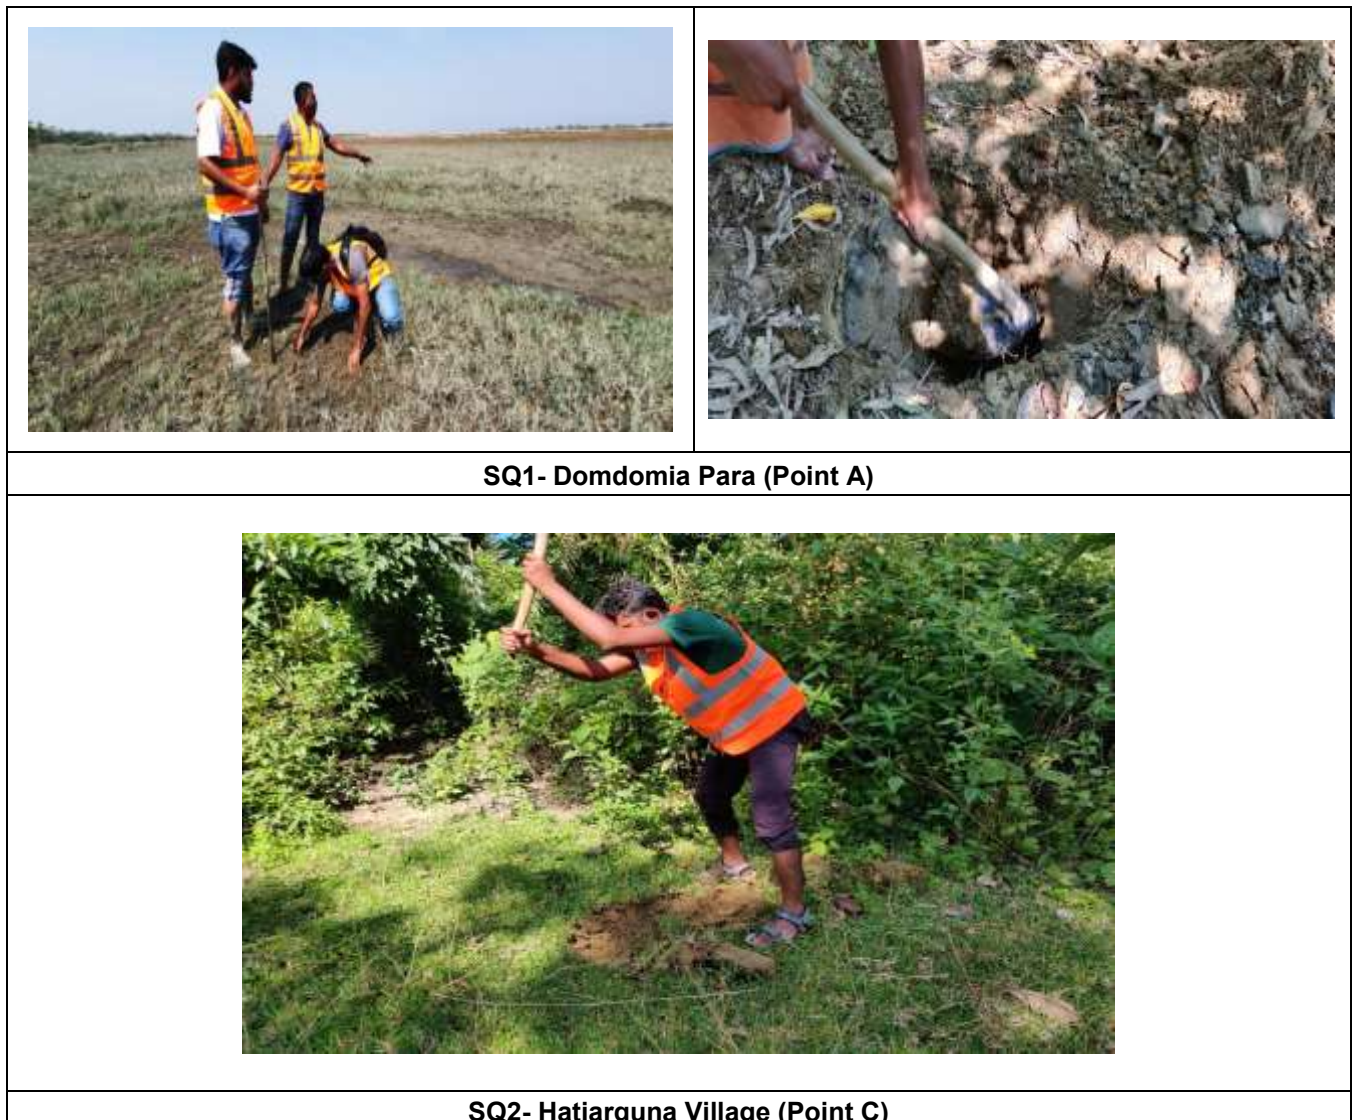 SQ1- Domdomia Para (Point A)
SQ2- Hatiarguna Village (Point C)